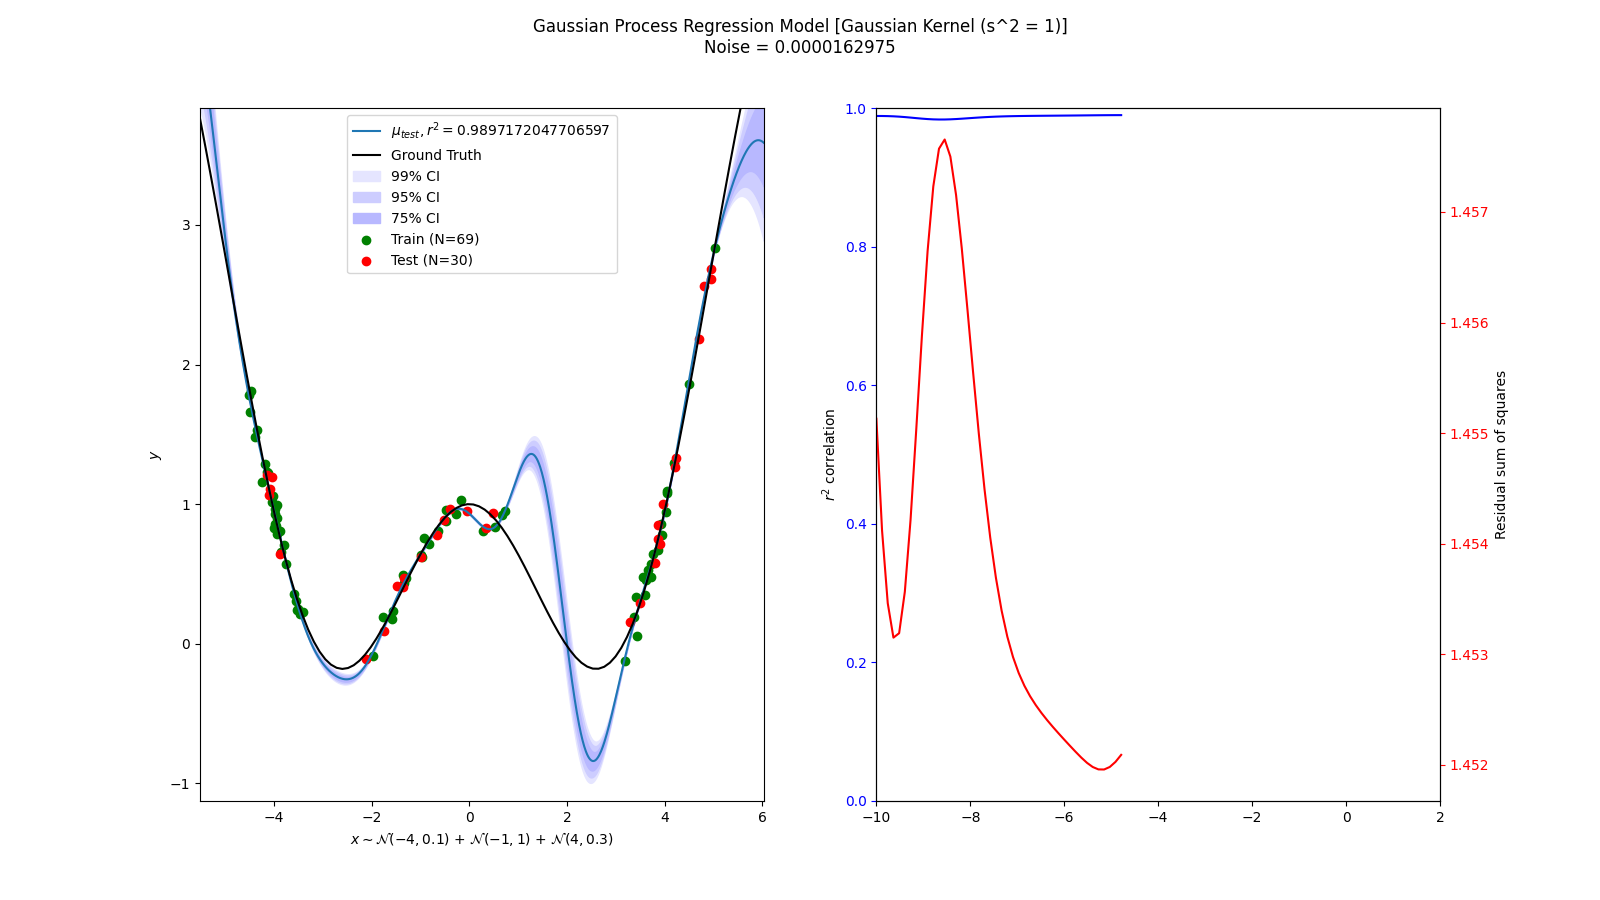 Gaussian Process Regression Model [Gaussian Kernel (s^2 = 1)]
Noise = 0.0000162975
μ_test, r² = 0.9897172047706597
Ground Truth
99% CI
95% CI
75% CI
Train (N=69)
Test (N=30)
y
3
2
1
0
−1
−4
−2
0
2
4
6
x ∼ 𝒩(−4, 0.1) + 𝒩(−1, 1) + 𝒩(4, 0.3)
r² correlation
1.0
0.8
0.6
0.4
0.2
0.0
−10
−8
−6
−4
−2
0
2
1.457
1.456
1.455
1.454
1.453
1.452
Residual sum of squares